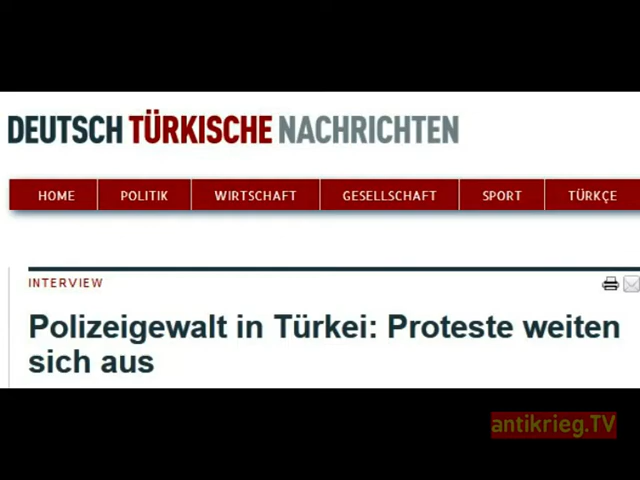 DEUTSCH TÜRKISCHE NACHRICHTEN
HOME POLITIK WIRTSCHAFT GESELLSCHAFT SPORT TÜRKÇE
INTERVIEW
Polizeigewalt in Türkei: Proteste weiten
sich aus
antikrieg.TV